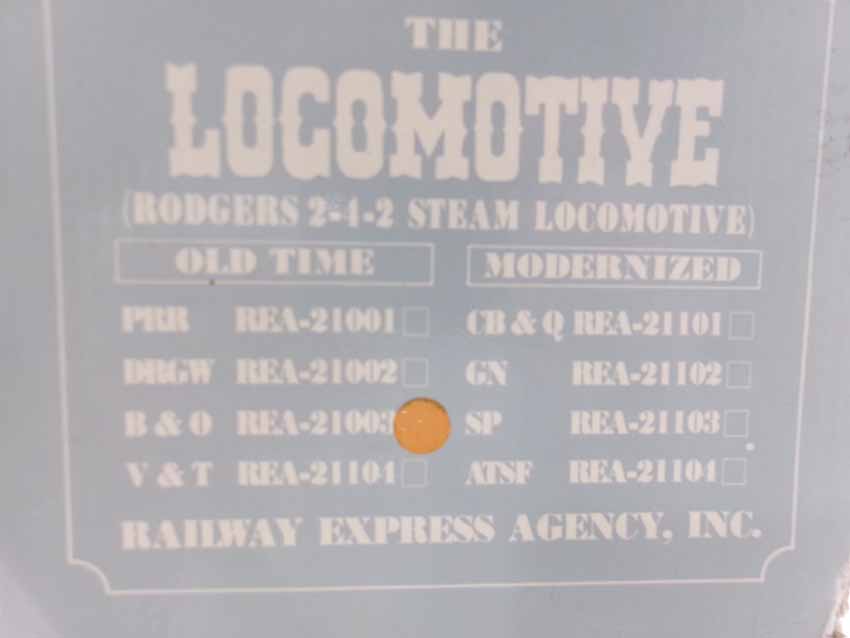 THE
LOCOMOTIVE
(RODGERS 2-4-2 STEAM LOCOMOTIVE)
OLD TIME MODERNIZED
PRR REA-21001 CB & Q REA-21101
DRGW REA-21002 GN REA-21102
B & O REA-21003 SP REA-21103
V & T REA-21104 ATSF REA-21104
RAILWAY EXPRESS AGENCY, INC.